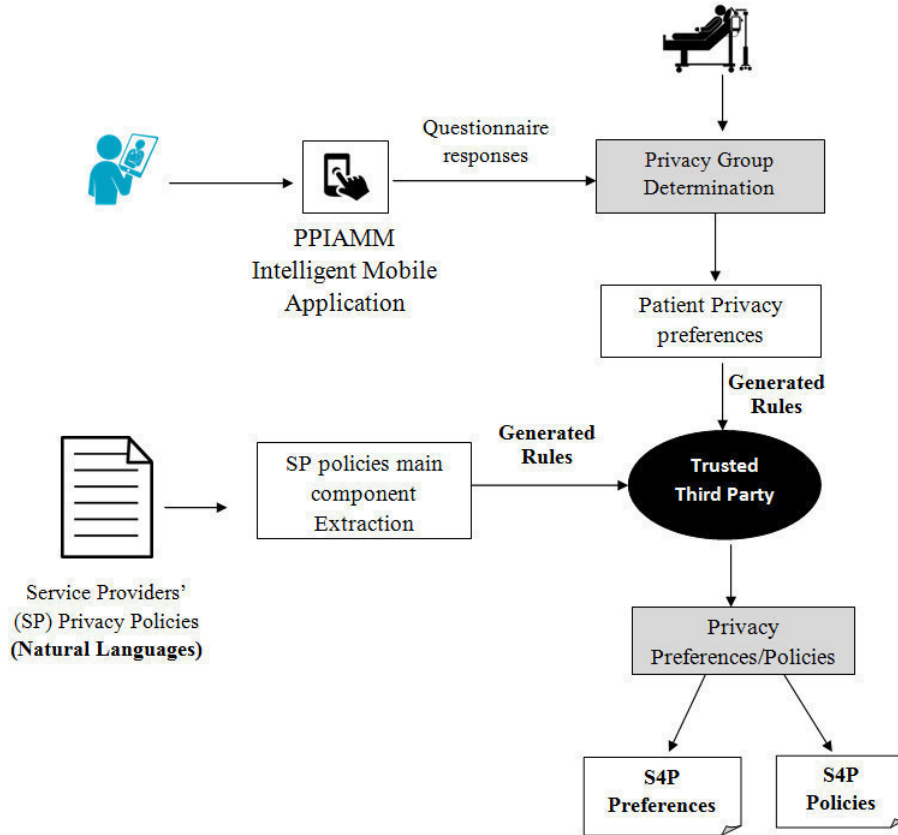 Questionnaire
responses
Privacy Group
Determination
PPIAMM
Intelligent Mobile
Application
Patient Privacy
preferences
Generated
Rules
SP policies main
component
Extraction
Generated
Rules
Trusted
Third Party
Service Providers’
(SP) Privacy Policies
(Natural Languages)
Privacy
Preferences/Policies
S4P
Preferences
S4P
Policies